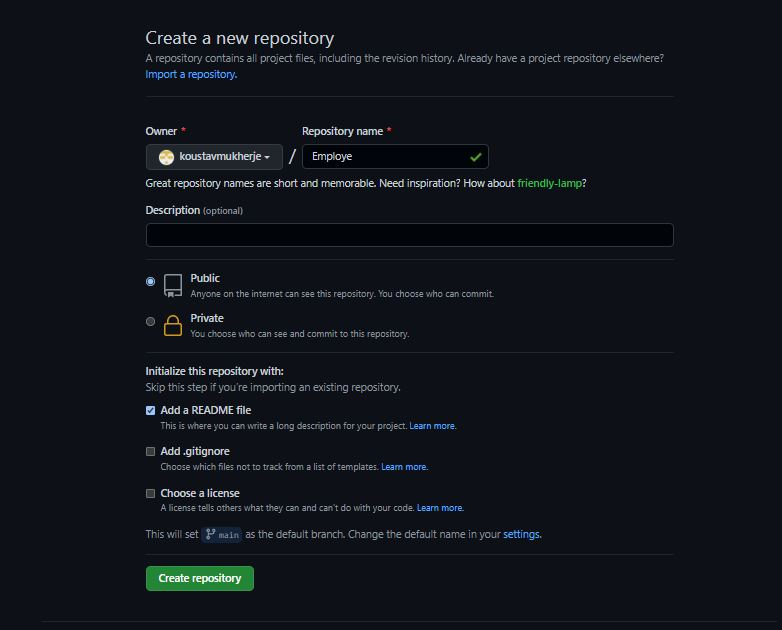 Create a new repository
A repository contains all project files, including the revision history. Already have a project repository elsewhere?
Import a repository.
Owner * Repository name *
koustavmukherje / Employe
Great repository names are short and memorable. Need inspiration? How about friendly-lamp?
Description (optional)
Public
Anyone on the internet can see this repository. You choose who can commit.
Private
You choose who can see and commit to this repository.
Initialize this repository with:
Skip this step if you're importing an existing repository.
Add a README file
This is where you can write a long description for your project. Learn more.
Add .gitignore
Choose which files not to track from a list of templates. Learn more.
Choose a license
A license tells others what they can and can't do with your code. Learn more.
This will set main as the default branch. Change the default name in your settings.
Create repository